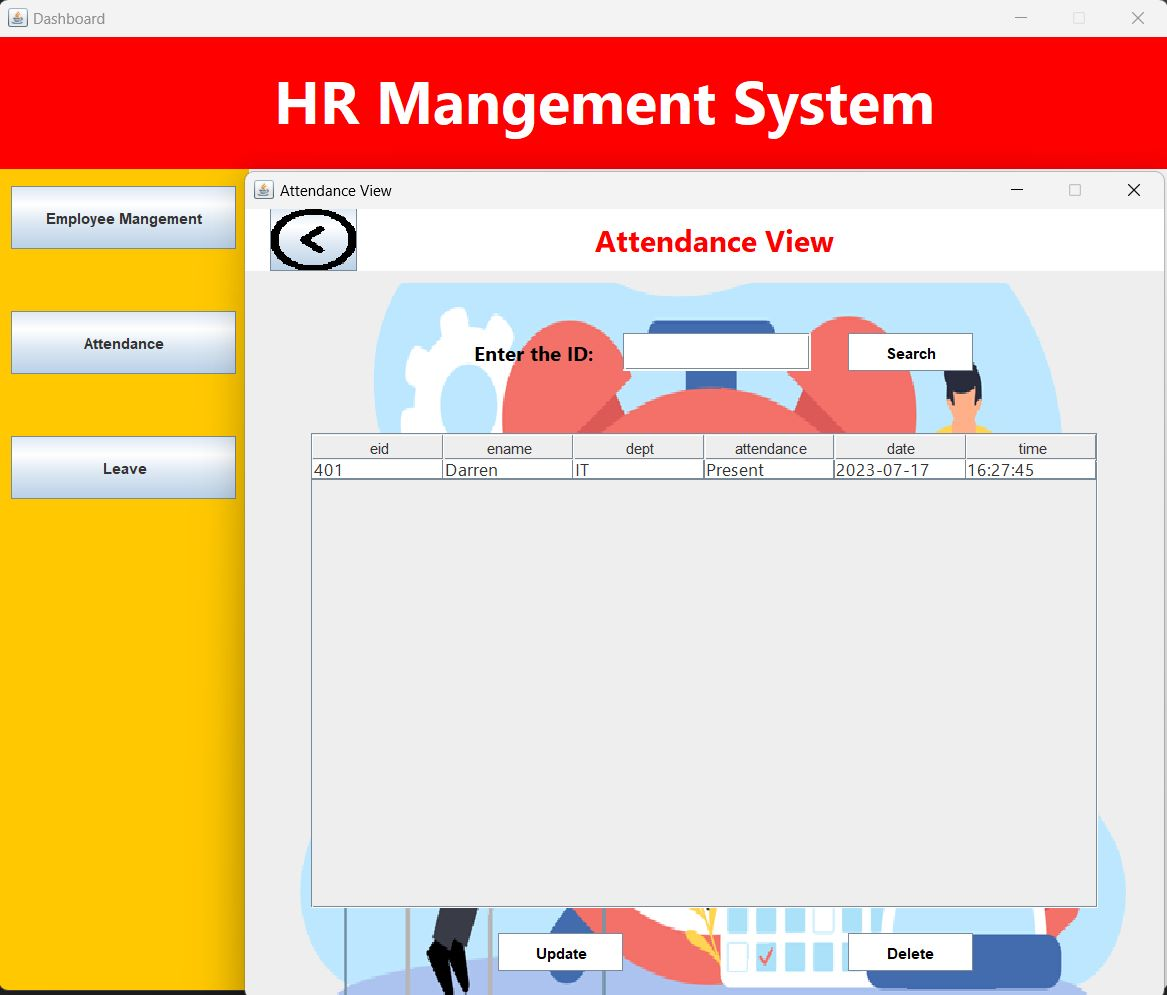 Dashboard
HR Mangement System
Employee Mangement
Attendance
Leave
Attendance View
<
Attendance View
Enter the ID:
Search
eid ename dept attendance date time
401 Darren IT Present 2023-07-17 16:27:45
Update
Delete